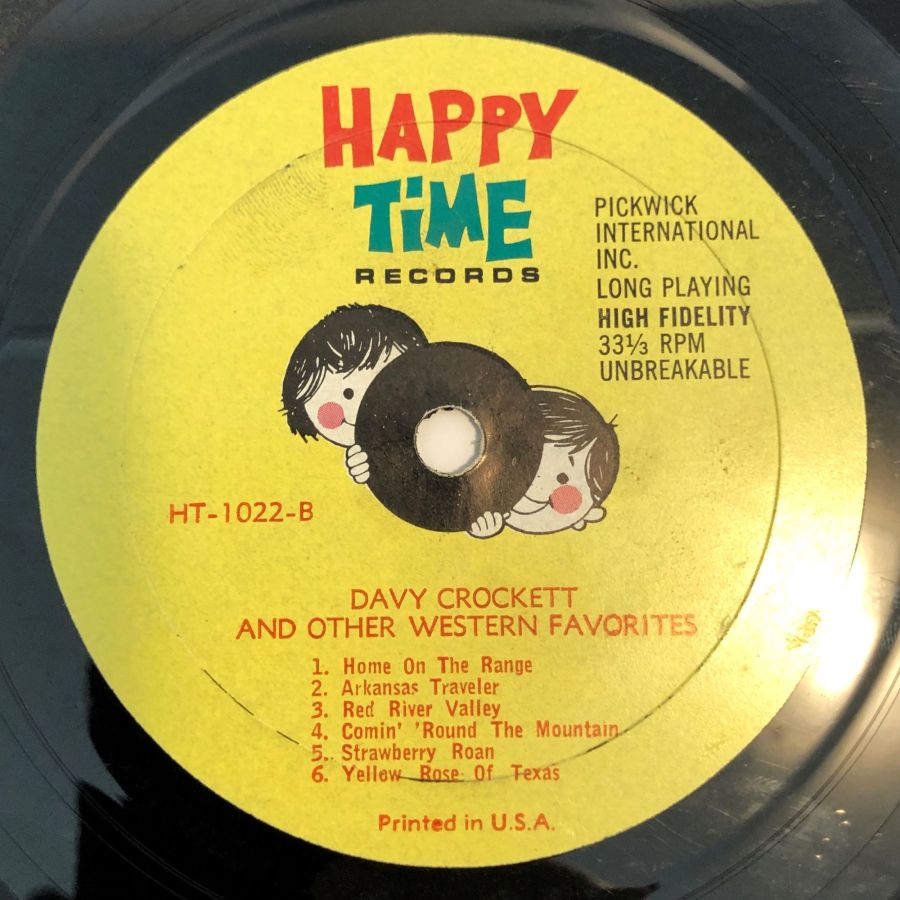 HAPPY
TiME
RECORDS
PICKWICK
INTERNATIONAL
INC.
LONG PLAYING
HIGH FIDELITY
33⅓ RPM
UNBREAKABLE
HT-1022-B
DAVY CROCKETT
AND OTHER WESTERN FAVORITES
1. Home On The Range
2. Arkansas Traveler
3. Red River Valley
4. Comin' 'Round The Mountain
5. Strawberry Roan
6. Yellow Rose Of Texas
Printed in U.S.A.